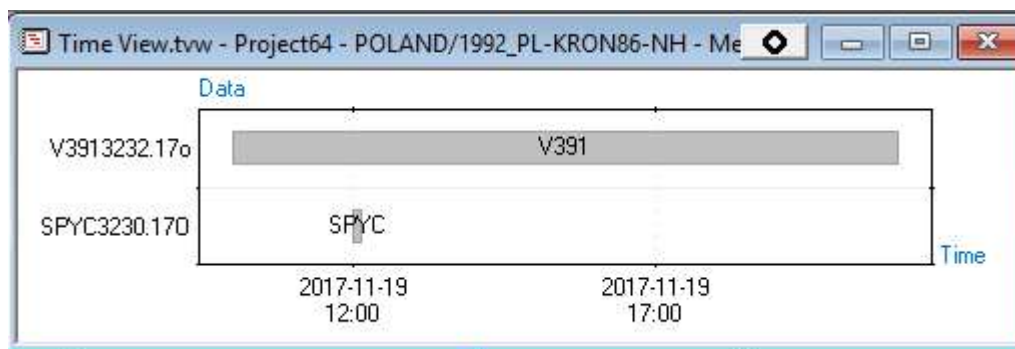 Time View.tvw - Project64 - POLAND/1992_PL-KRON86-NH - Me
Data
V3913232.17o
V391
SPYC3230.17O
SPYC
Time
2017-11-19
12:00
2017-11-19
17:00